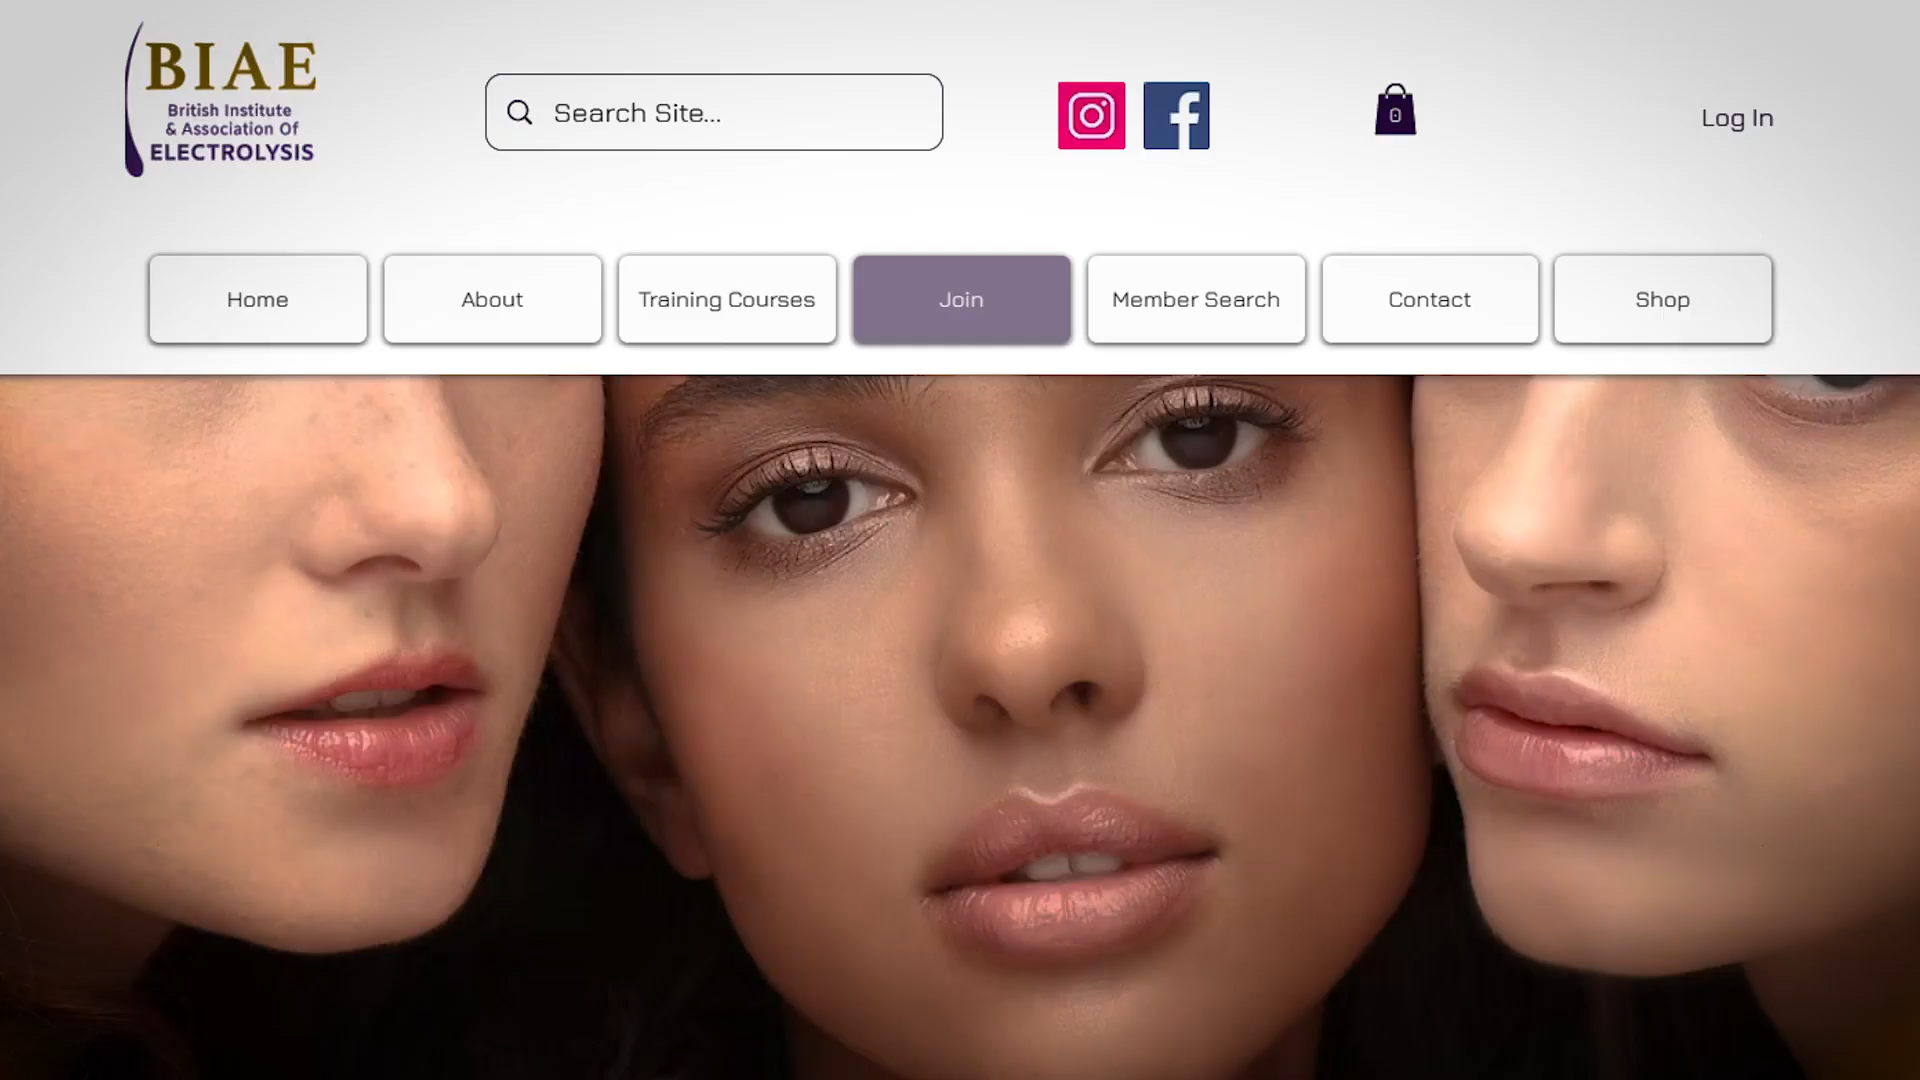 BIAE
British Institute
& Association Of
ELECTROLYSIS
Search Site...
0
Log In
Home
About
Training Courses
Join
Member Search
Contact
Shop